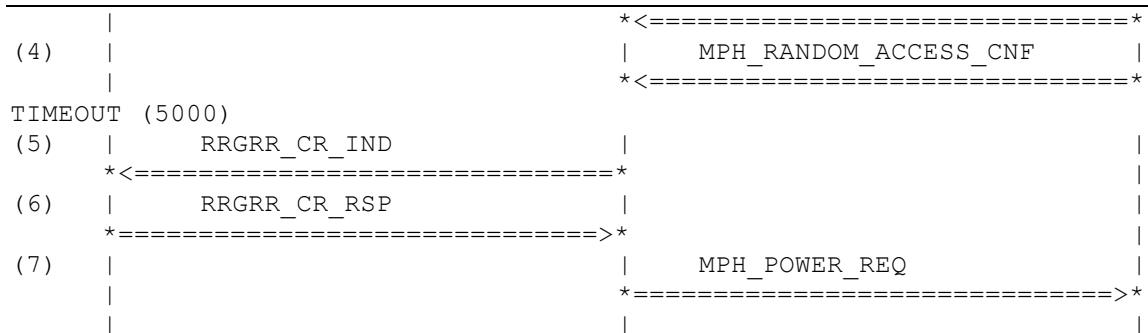 |                               *<==============================*
(4)   |                               |    MPH_RANDOM_ACCESS_CNF      |
      |                               *<==============================*
TIMEOUT (5000)
(5)   |     RRGRR_CR_IND              |                               |
      *<==============================*                               |
(6)   |     RRGRR_CR_RSP              |                               |
      *==============================>*                               |
(7)   |                               |    MPH_POWER_REQ              |
      |                               *==============================>*
      |                               |                               |